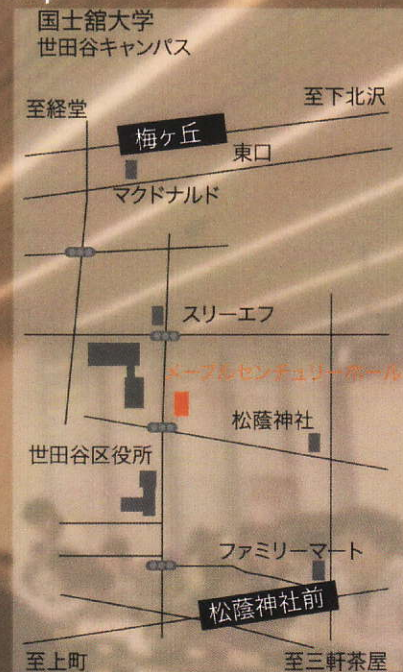 国士舘大学
世田谷キャンパス
至経堂
至下北沢
梅ヶ丘
東口
マクドナルド
スリーエフ
メープルセンチュリーホール
松蔭神社
世田谷区役所
ファミリーマート
松蔭神社前
至上町
至三軒茶屋